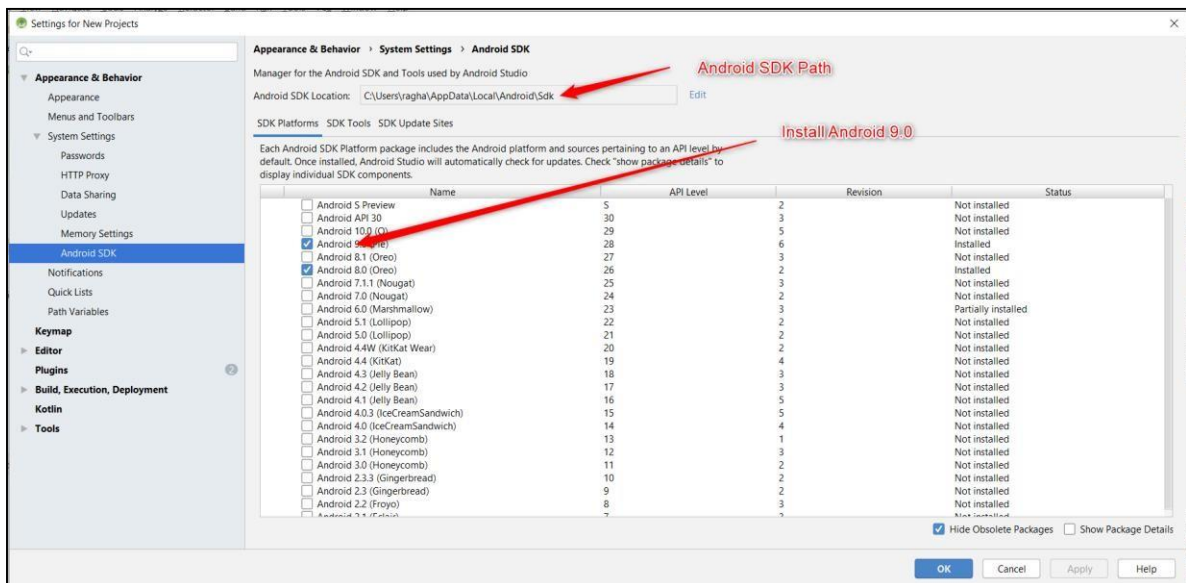 Settings for New Projects
Appearance & Behavior
Appearance
Menus and Toolbars
System Settings
Passwords
HTTP Proxy
Data Sharing
Updates
Memory Settings
Android SDK
Notifications
Quick Lists
Path Variables
Keymap
Editor
Plugins 2
Build, Execution, Deployment
Kotlin
Tools
Appearance & Behavior › System Settings › Android SDK
Manager for the Android SDK and Tools used by Android Studio
Android SDK Path
Android SDK Location: C:\Users\ragha\AppData\Local\Android\Sdk Edit
SDK Platforms SDK Tools SDK Update Sites
Install Android 9.0
Each Android SDK Platform package includes the Android platform and sources pertaining to an API level by
default. Once installed, Android Studio will automatically check for updates. Check "show package details" to
display individual SDK components.
Name API Level Revision Status
Android S Preview S 2 Not installed
Android API 30 30 3 Not installed
Android 10.0 (Q) 29 5 Not installed
Android 28 6 Installed
Android 8.1 (Oreo) 27 3 Not installed
Android 8.0 (Oreo) 26 2 Installed
Android 7.1.1 (Nougat) 25 3 Not installed
Android 7.0 (Nougat) 24 2 Not installed
Android 6.0 (Marshmallow) 23 3 Partially installed
Android 5.1 (Lollipop) 22 2 Not installed
Android 5.0 (Lollipop) 21 2 Not installed
Android 4.4W (KitKat Wear) 20 2 Not installed
Android 4.4 (KitKat) 19 4 Not installed
Android 4.3 (Jelly Bean) 18 3 Not installed
Android 4.2 (Jelly Bean) 17 3 Not installed
Android 4.1 (Jelly Bean) 16 5 Not installed
Android 4.0.3 (IceCreamSandwich) 15 5 Not installed
Android 4.0 (IceCreamSandwich) 14 4 Not installed
Android 3.2 (Honeycomb) 13 1 Not installed
Android 3.1 (Honeycomb) 12 3 Not installed
Android 3.0 (Honeycomb) 11 2 Not installed
Android 2.3.3 (Gingerbread) 10 2 Not installed
Android 2.3 (Gingerbread) 9 2 Not installed
Android 2.2 (Froyo) 8 3 Not installed
Hide Obsolete Packages Show Package Details
OK Cancel Apply Help